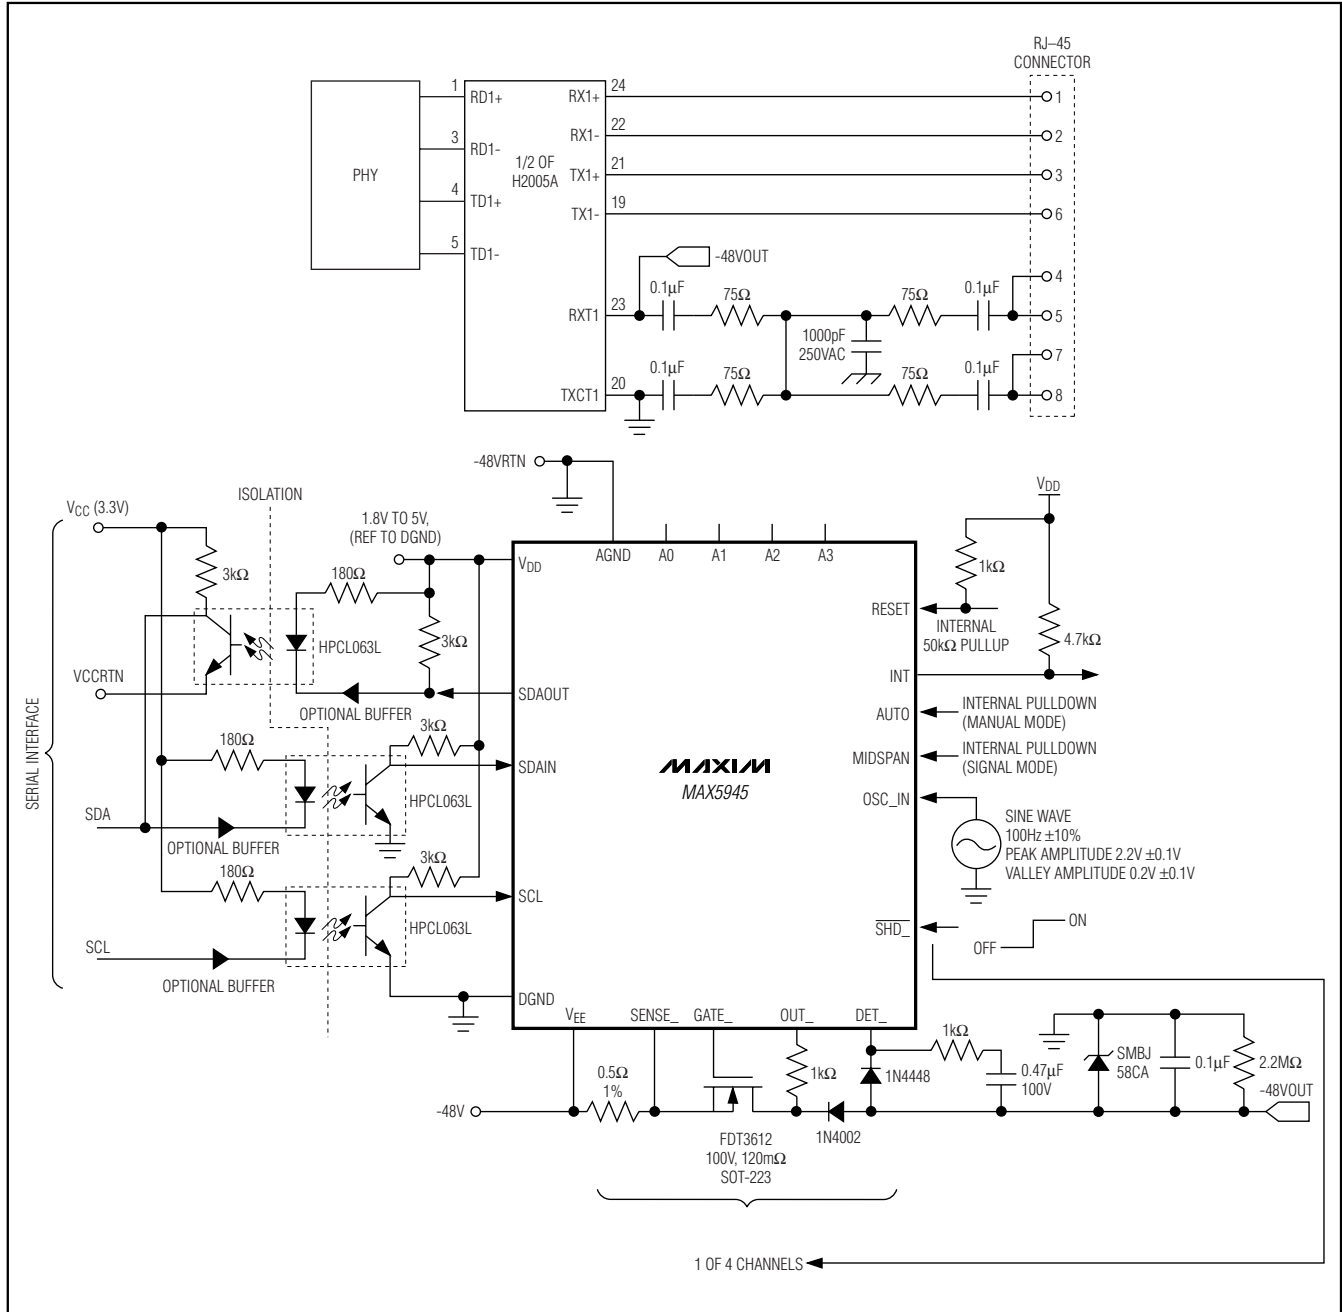 RJ–45
CONNECTOR
PHY
1
3
4
5
RD1+
RD1-
TD1+
TD1-
1/2 OF
H2005A
RX1+
RX1-
TX1+
TX1-
RXT1
TXCT1
24
22
21
19
23
20
1
2
3
6
4
5
7
8
-48VOUT
0.1µF
75Ω
75Ω
0.1µF
1000pF
250VAC
0.1µF
75Ω
75Ω
0.1µF
-48VRTN
ISOLATION
VCC (3.3V)
1.8V TO 5V,
(REF TO DGND)
3kΩ
180Ω
HPCL063L
3kΩ
VCCRTN
OPTIONAL BUFFER
SERIAL INTERFACE
180Ω
3kΩ
HPCL063L
SDA
OPTIONAL BUFFER
180Ω
3kΩ
HPCL063L
SCL
OPTIONAL BUFFER
AGND
A0
A1
A2
A3
VDD
SDAOUT
SDAIN
SCL
DGND
MAXIM
MAX5945
RESET
INT
AUTO
MIDSPAN
OSC_IN
SHD_
VEE
SENSE_
GATE_
OUT_
DET_
VDD
1kΩ
INTERNAL
50kΩ PULLUP
4.7kΩ
INTERNAL PULLDOWN
(MANUAL MODE)
INTERNAL PULLDOWN
(SIGNAL MODE)
SINE WAVE
100Hz ±10%
PEAK AMPLITUDE 2.2V ±0.1V
VALLEY AMPLITUDE 0.2V ±0.1V
OFF
ON
-48V
0.5Ω
1%
FDT3612
100V, 120mΩ
SOT-223
1kΩ
1N4002
1N4448
1kΩ
0.47µF
100V
SMBJ
58CA
0.1µF
2.2MΩ
-48VOUT
1 OF 4 CHANNELS